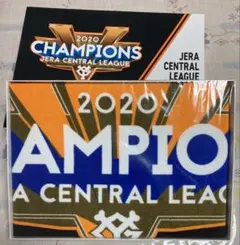 2020
CHAMPIONS
JERA CENTRAL LEAGUE
JERA
CENTRAL
LEAGUE
2020
AMPIO
A CENTRAL LEAG